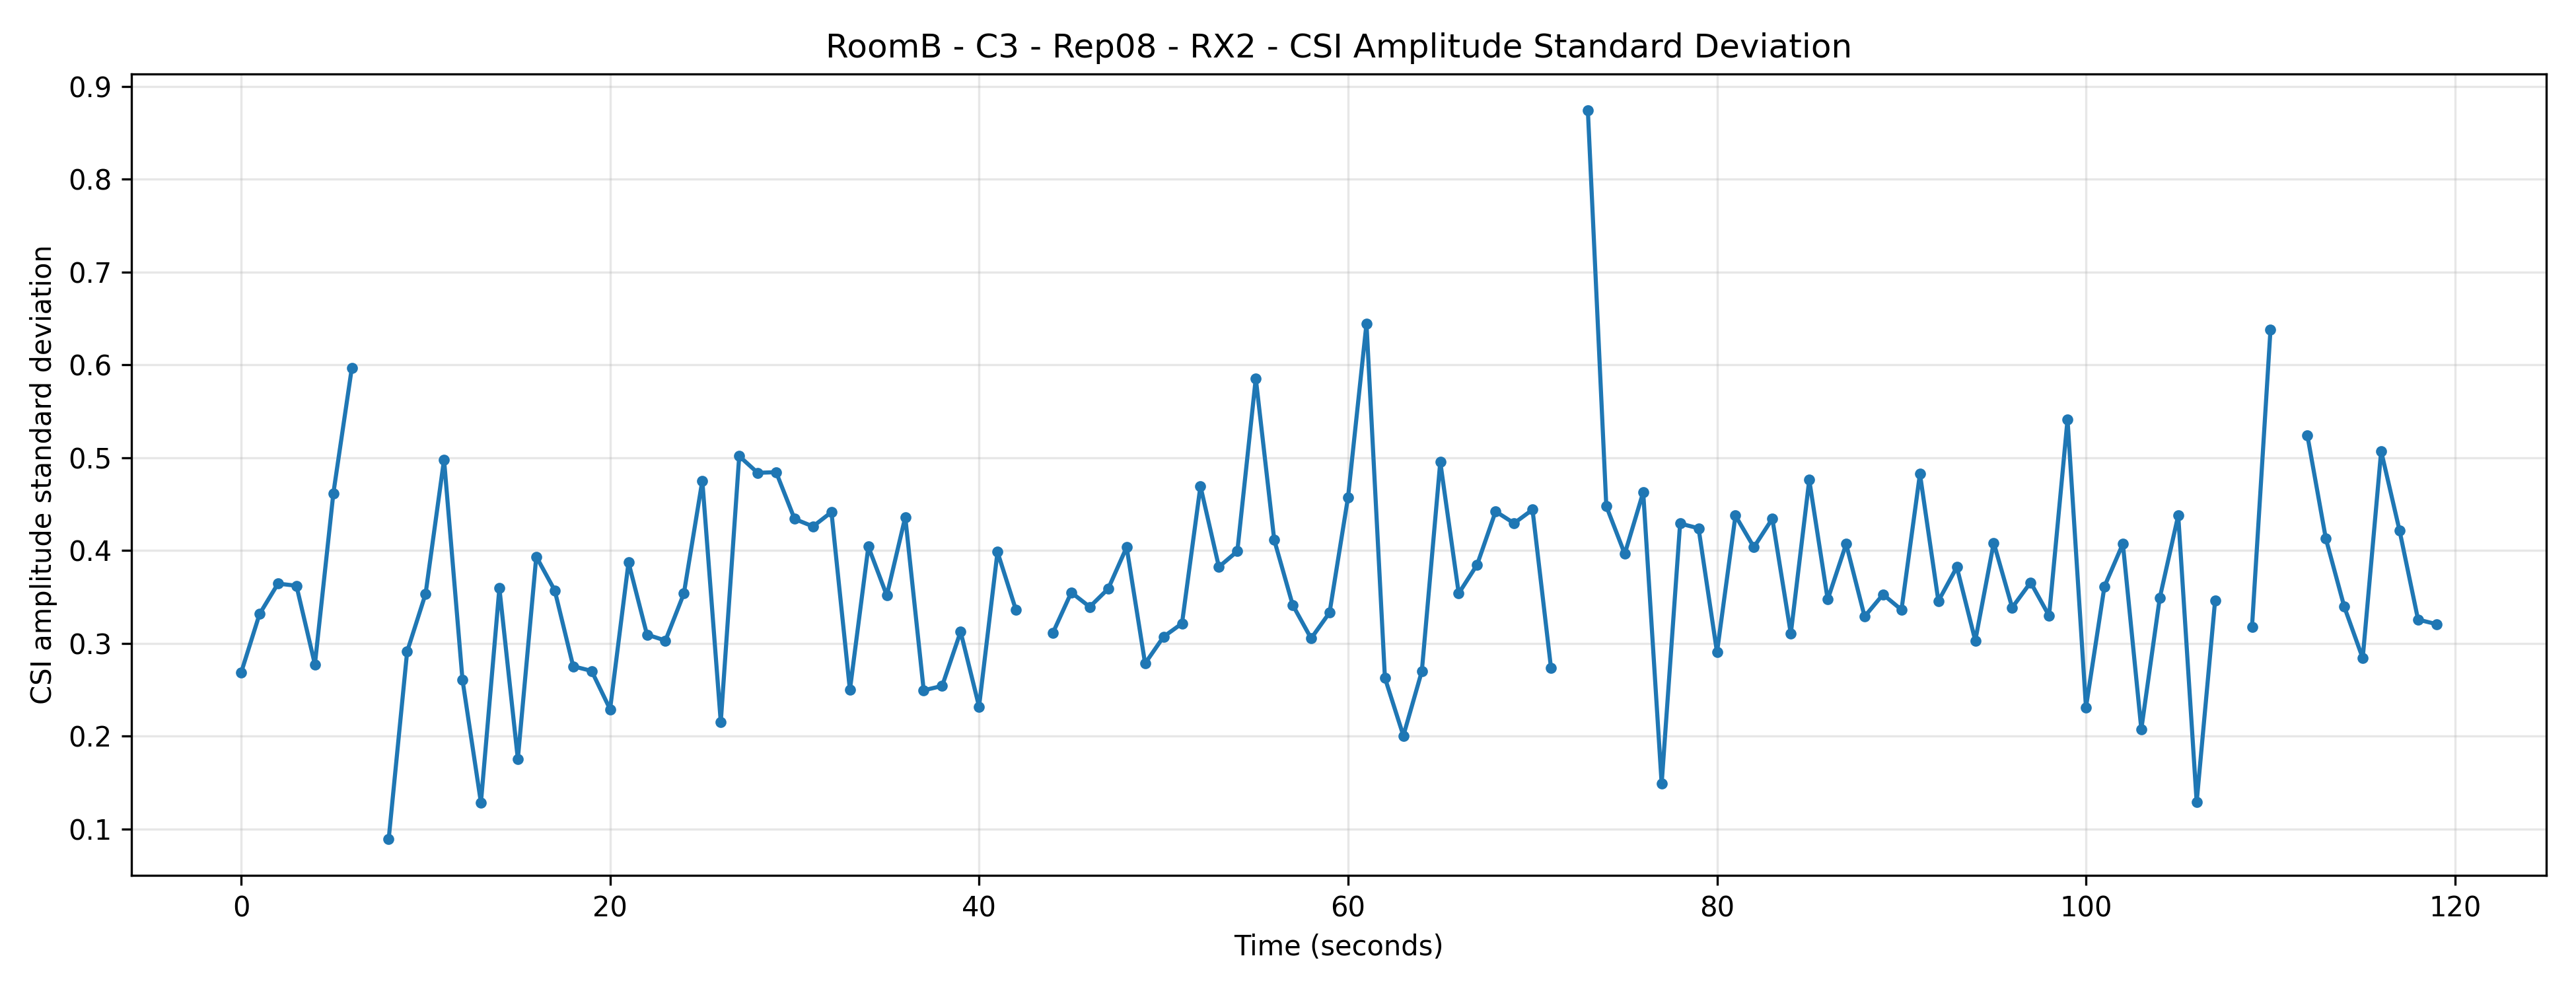 RoomB - C3 - Rep08 - RX2 - CSI Amplitude Standard Deviation
CSI amplitude standard deviation
0.9
0.8
0.7
0.6
0.5
0.4
0.3
0.2
0.1
0 20 40 60 80 100 120
Time (seconds)